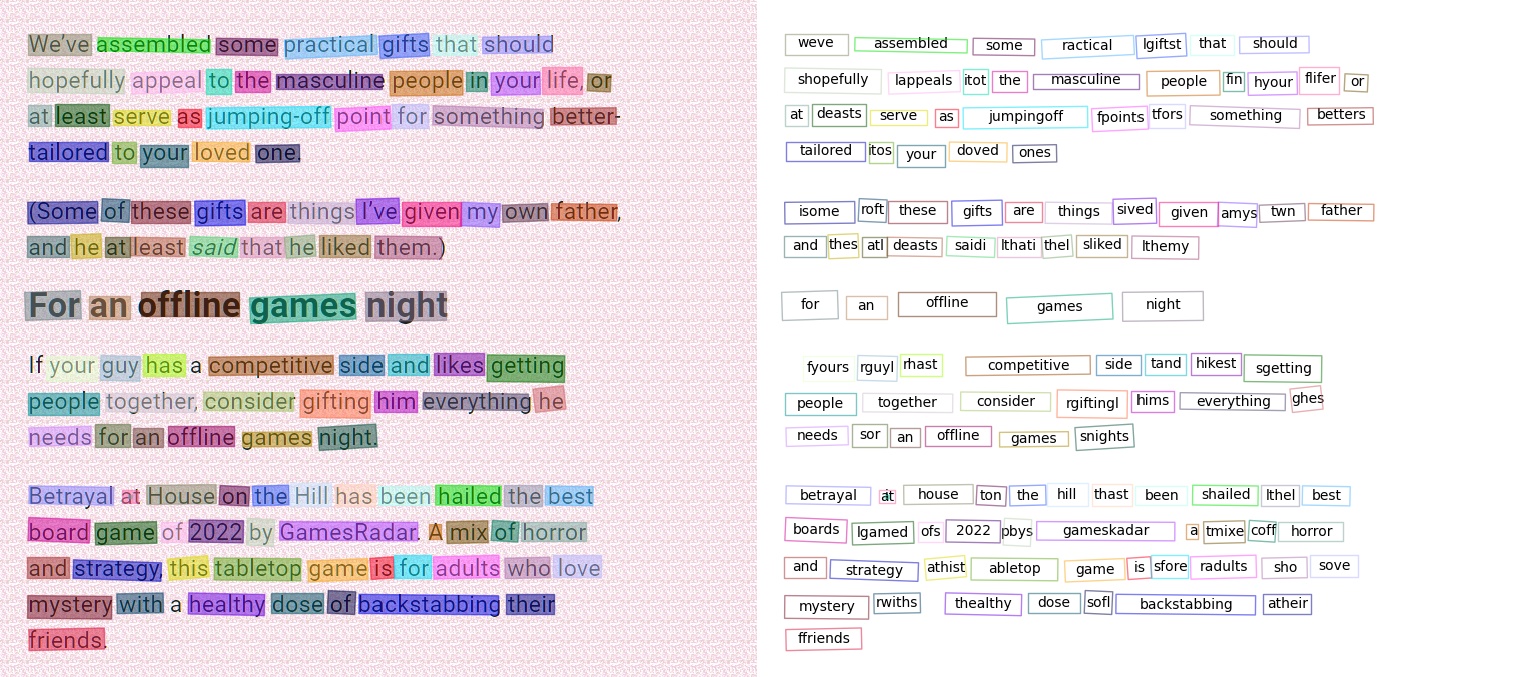 We've assembled some practical gifts that should
hopefully appeal to the masculine people in your life, or
at least serve as jumping-off point for something better-
tailored to your loved one.
(Some of these gifts are things I've given my own father,
and he at least said that he liked them.)
For an offline games night
If your guy has a competitive side and likes getting
people together, consider gifting him everything he
needs for an offline games night.
Betrayal at House on the Hill has been hailed the best
board game of 2022 by GamesRadar. A mix of horror
and strategy, this tabletop game is for adults who love
mystery with a healthy dose of backstabbing their
friends.
weve assembled some ractical lgiftst that should
shopefully lappeals itot the masculine people fin hyour flifer or
at deasts serve as jumpingoff fpoints tfors something betters
tailored itos your doved ones
isome roft these gifts are things sived given amys twn father
and thes atl deasts saidi lthati thel sliked lthemy
for an offline games night
fyours rguyl rhast competitive side tand hikest sgetting
people together consider rgiftingl lhims everything ghes
needs sor an offline games snights
betrayal at house ton the hill thast been shailed lthel best
boards lgamed ofs 2022 pbys gameskadar a tmixe coff horror
and strategy athist abletop game is sfore radults sho sove
mystery rwiths thealthy dose sofl backstabbing atheir
ffriends